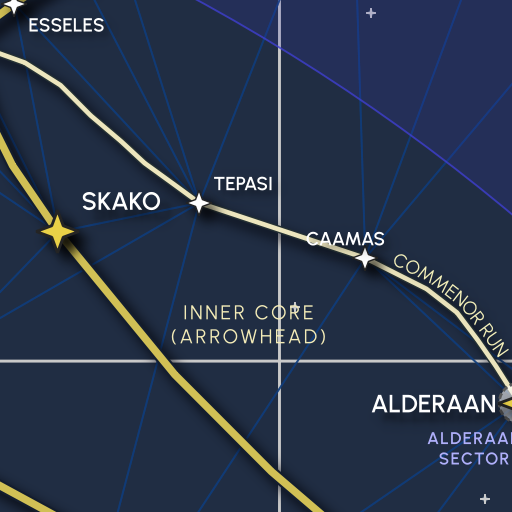 ESSELES
TEPASI
SKAKO
CAAMAS
COMMENOR RUN
INNER CORE
(ARROWHEAD)
ALDERAAN
ALDERAAN
SECTOR